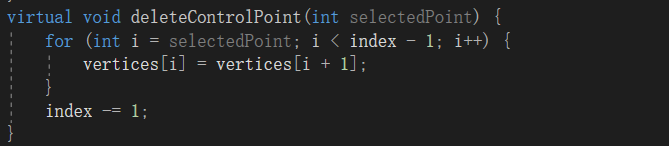 virtual void deleteControlPoint(int selectedPoint) {
for (int i = selectedPoint; i < index - 1; i++) {
vertices[i] = vertices[i + 1];
}
index -= 1;
}